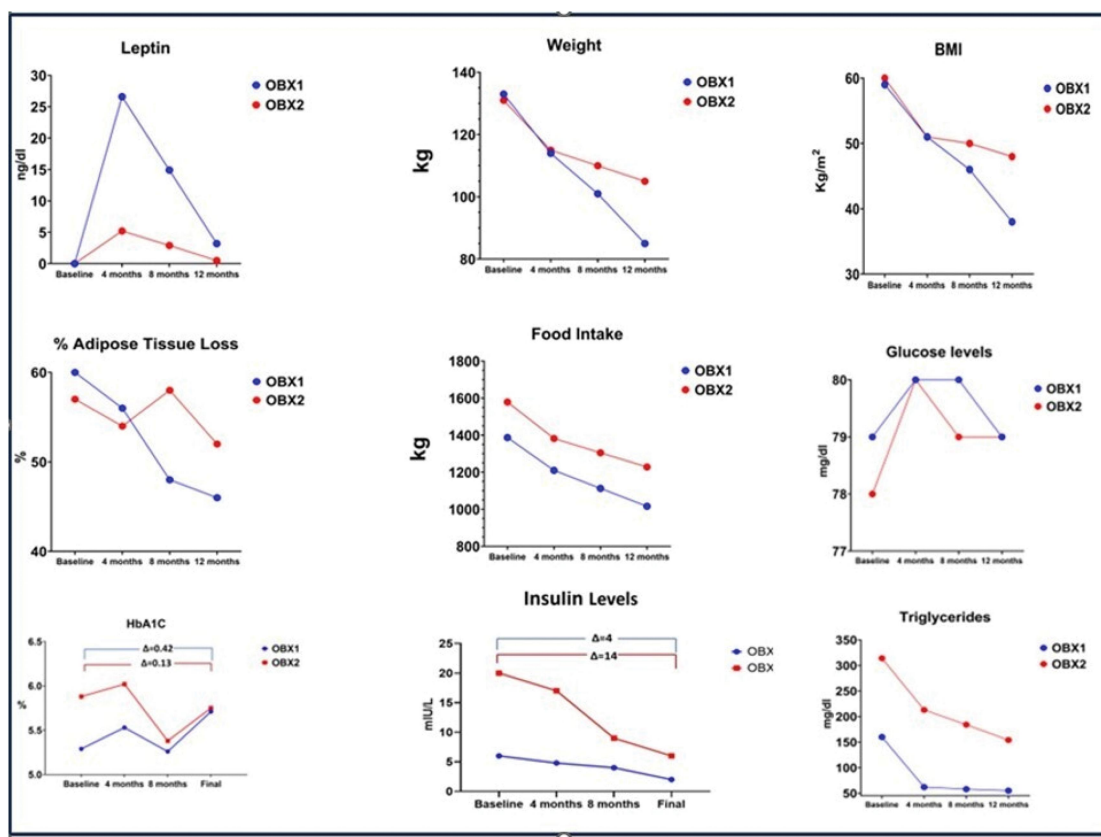 Leptin
30
25
20
15
10
5
0
ng/dl
Baseline 4 months 8 months 12 months
OBX1
OBX2
Weight
140
120
100
80
kg
Baseline 4 months 8 months 12 months
OBX1
OBX2
BMI
60
50
40
30
Kg/m²
Baseline 4 months 8 months 12 months
OBX1
OBX2
% Adipose Tissue Loss
60
50
40
%
Baseline 4 months 8 months 12 months
OBX1
OBX2
Food Intake
1800
1600
1400
1200
1000
800
kg
Baseline 4 months 8 months 12 months
OBX1
OBX2
Glucose levels
80
79
78
77
mg/dl
Baseline 4 months 8 months 12 months
OBX1
OBX2
HbA1C
6.5
6.0
5.5
5.0
%
Δ=0.42
Δ=0.13
Baseline 4 months 8 months Final
OBX1
OBX2
Insulin Levels
25
20
15
10
5
0
mIU/L
Δ=4
Δ=14
Baseline 4 months 8 months Final
OBX
OBX
Triglycerides
350
300
250
200
150
100
50
mg/dl
Baseline 4 months 8 months 12 months
OBX1
OBX2